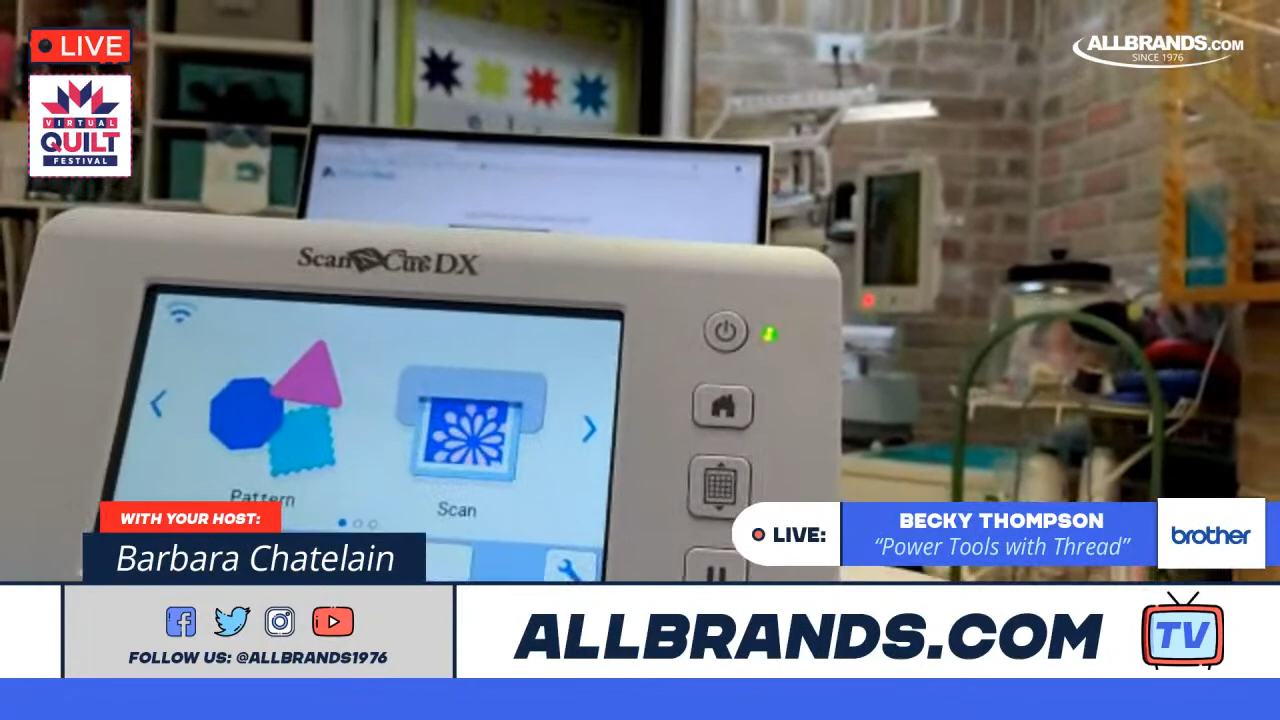 LIVE
VIRTUAL
QUILT
FESTIVAL
ALLBRANDS.COM
SINCE 1976
ScanNCut DX
Pattern
Scan
WITH YOUR HOST:
Barbara Chatelain
LIVE:
BECKY THOMPSON
“Power Tools with Thread”
brother
FOLLOW US: @ALLBRANDS1976
ALLBRANDS.COM
TV